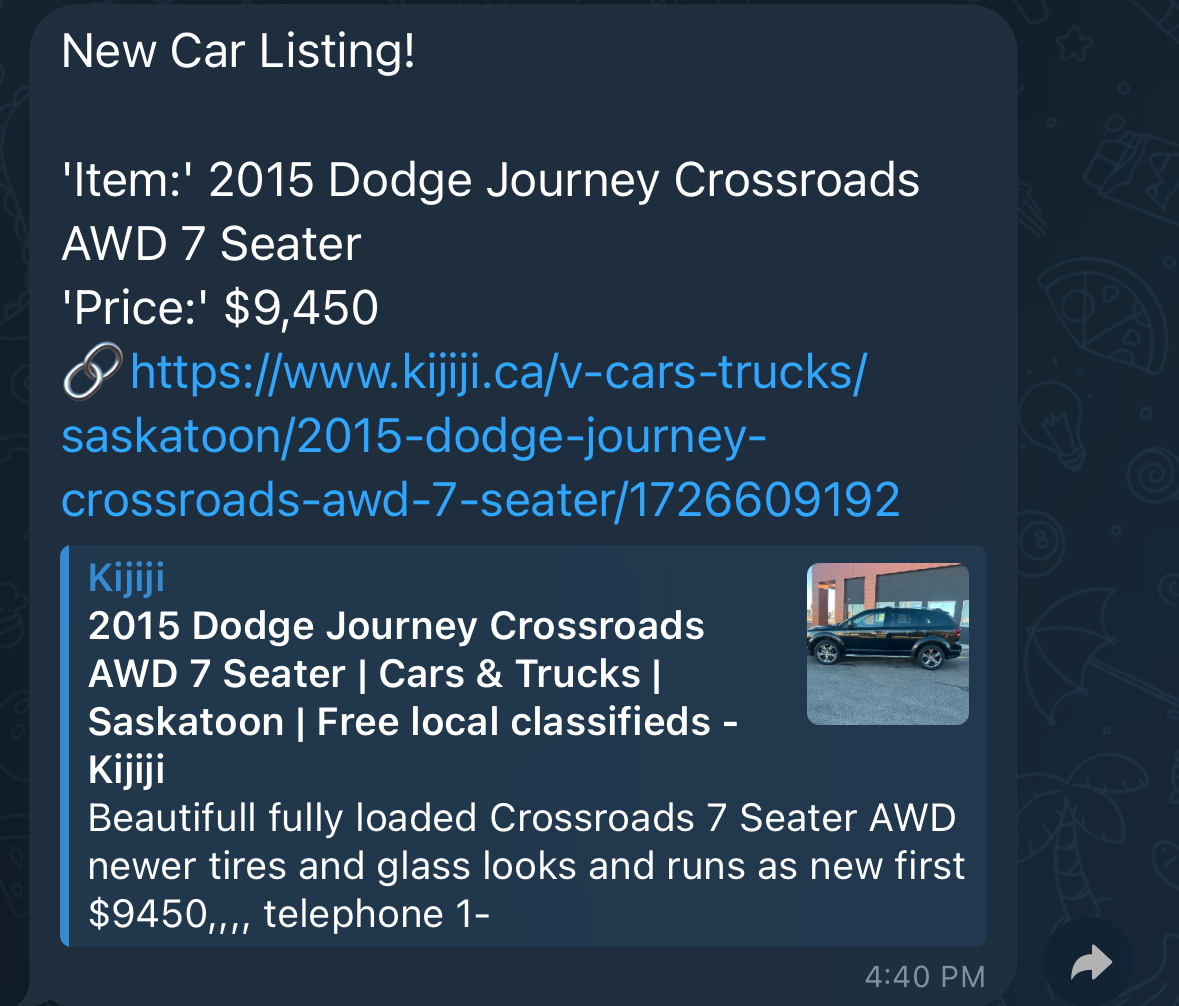 New Car Listing!
'Item:' 2015 Dodge Journey Crossroads
AWD 7 Seater
'Price:' $9,450
🔗https://www.kijiji.ca/v-cars-trucks/
saskatoon/2015-dodge-journey-
crossroads-awd-7-seater/1726609192
Kijiji
2015 Dodge Journey Crossroads
AWD 7 Seater | Cars & Trucks |
Saskatoon | Free local classifieds -
Kijiji
Beautifull fully loaded Crossroads 7 Seater AWD
newer tires and glass looks and runs as new first
$9450,,,, telephone 1-
4:40 PM